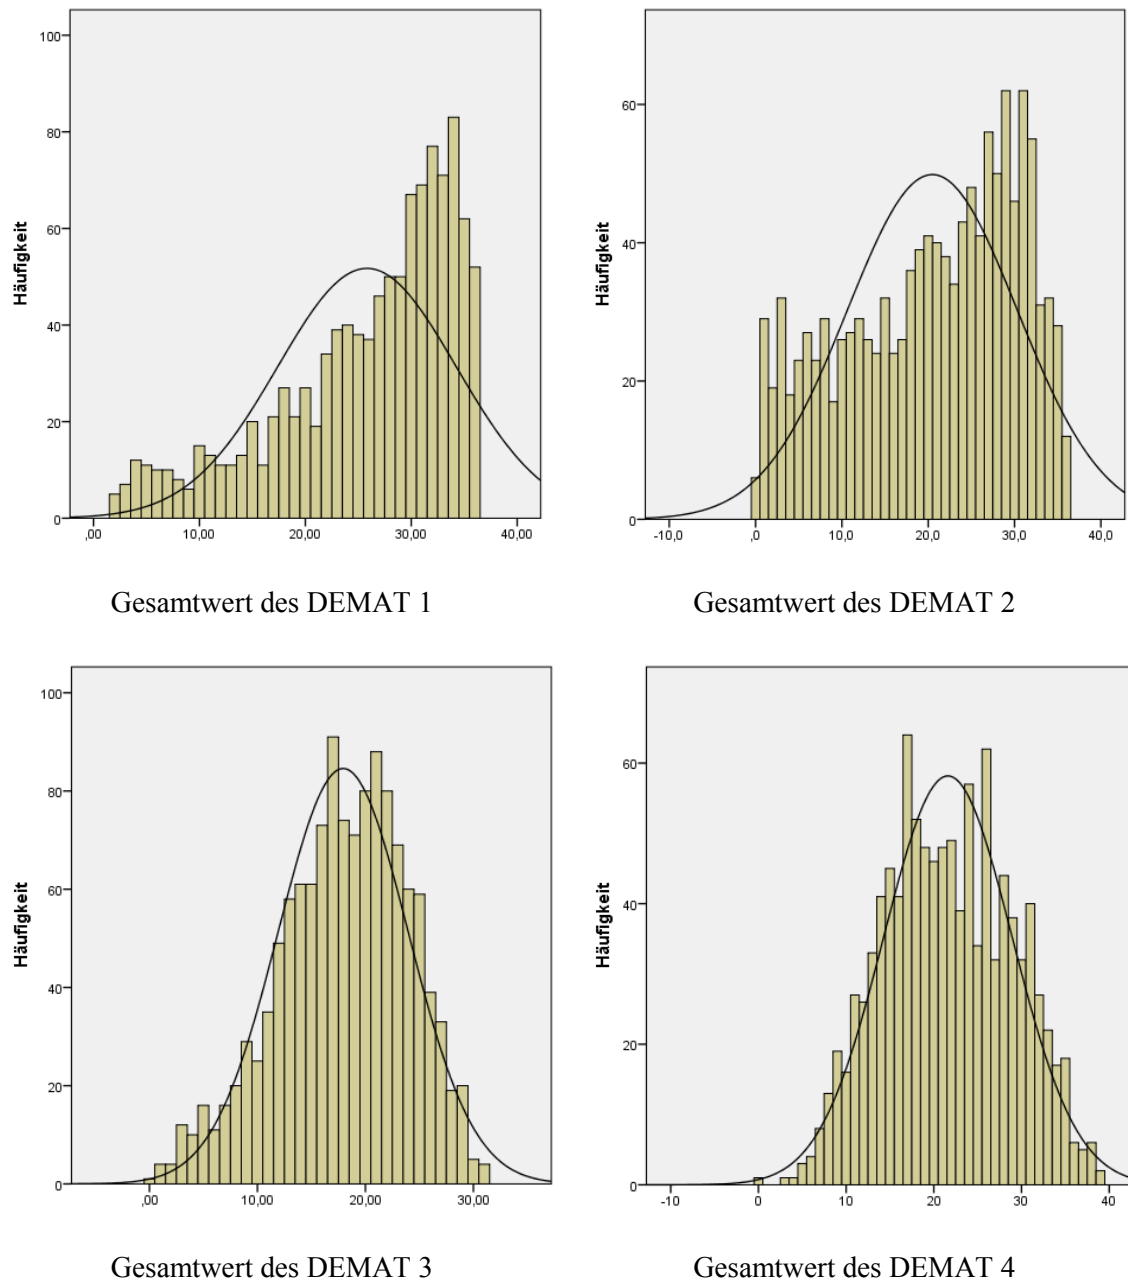 100
80
60
40
20
0
Häufigkeit
,00 10,00 20,00 30,00 40,00
Gesamtwert des DEMAT 1
60
40
20
0
Häufigkeit
-10,0 ,0 10,0 20,0 30,0 40,0
Gesamtwert des DEMAT 2
100
80
60
40
20
0
Häufigkeit
,00 10,00 20,00 30,00
Gesamtwert des DEMAT 3
60
40
20
0
Häufigkeit
-10 0 10 20 30 40
Gesamtwert des DEMAT 4